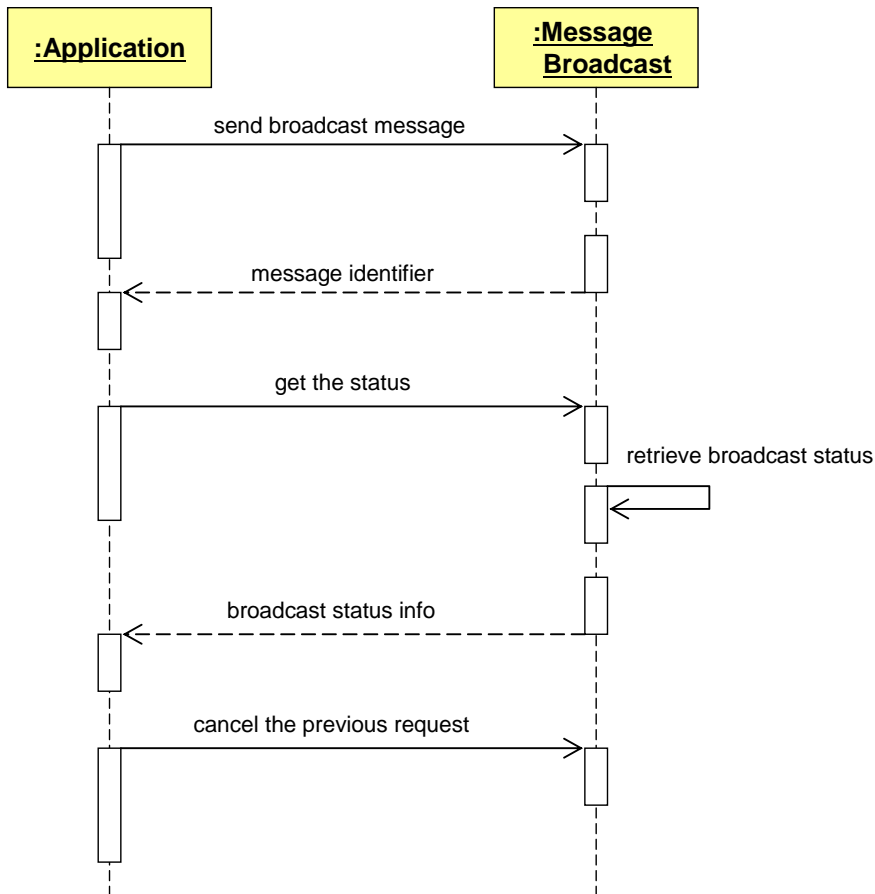 :Application
:Message
Broadcast
send broadcast message
message identifier
get the status
retrieve broadcast status
broadcast status info
cancel the previous request